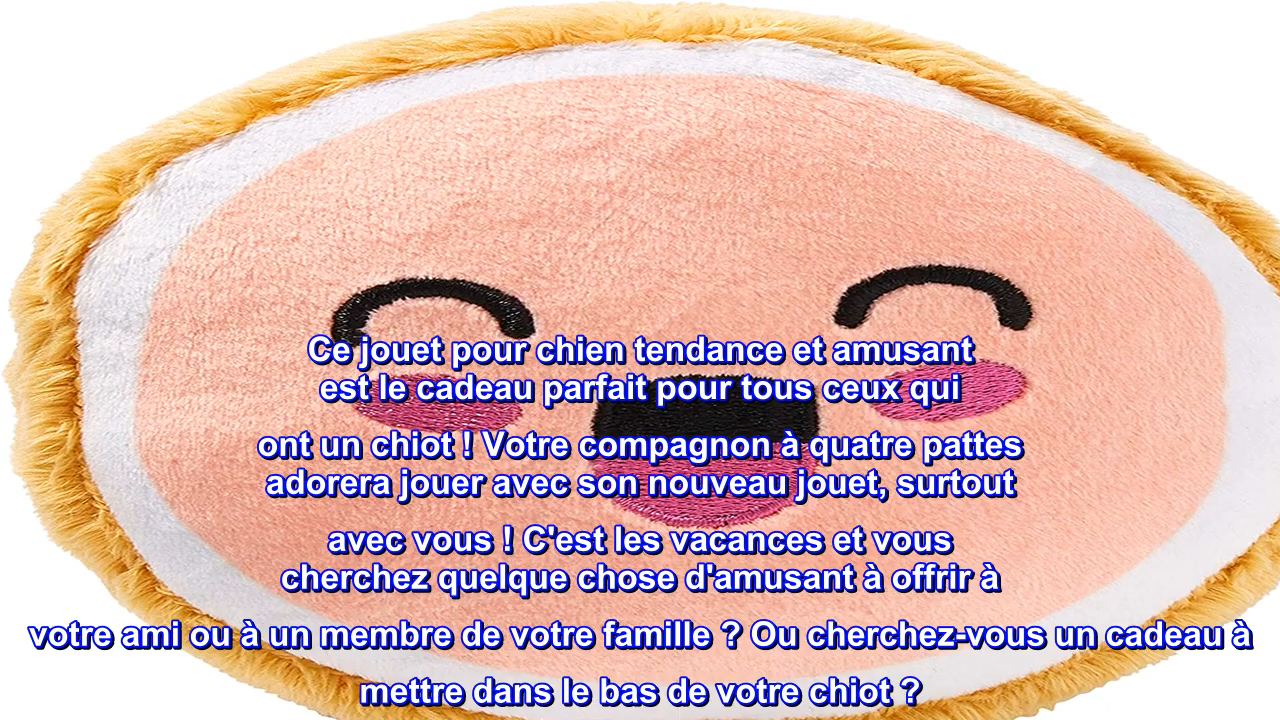 Ce jouet pour chien tendance et amusant
est le cadeau parfait pour tous ceux qui
ont un chiot ! Votre compagnon à quatre pattes
adorera jouer avec son nouveau jouet, surtout
avec vous ! C'est les vacances et vous
cherchez quelque chose d'amusant à offrir à
votre ami ou à un membre de votre famille ? Ou cherchez-vous un cadeau à
mettre dans le bas de votre chiot ?